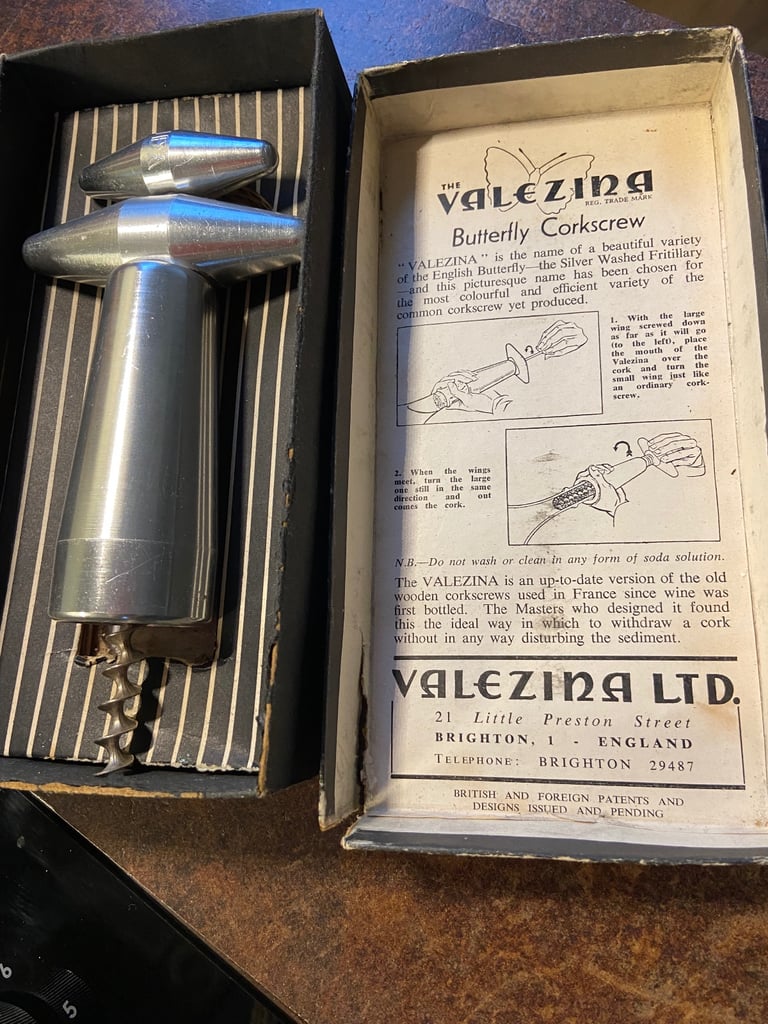 THE
VALEZINA
REG. TRADE MARK
Butterfly Corkscrew
"VALEZINA" is the name of a beautiful variety
of the English Butterfly—the Silver Washed Fritillary
—and this picturesque name has been chosen for
the most colourful and efficient variety of the
common corkscrew yet produced.
1. With the large
wing screwed down
as far as it will go
(to the left), place
the mouth of the
Valezina over the
cork and turn the
small wing just like
an ordinary cork-
screw.
2. When the wings
meet, turn the large
one still in the same
direction and out
comes the cork.
N.B.—Do not wash or clean in any form of soda solution.
The VALEZINA is an up-to-date version of the old
wooden corkscrews used in France since wine was
first bottled. The Masters who designed it found
this the ideal way in which to withdraw a cork
without in any way disturbing the sediment.
VALEZINA LTD.
21 Little Preston Street
BRIGHTON, 1 - ENGLAND
TELEPHONE: BRIGHTON 29487
BRITISH AND FOREIGN PATENTS AND
DESIGNS ISSUED AND PENDING
6
5